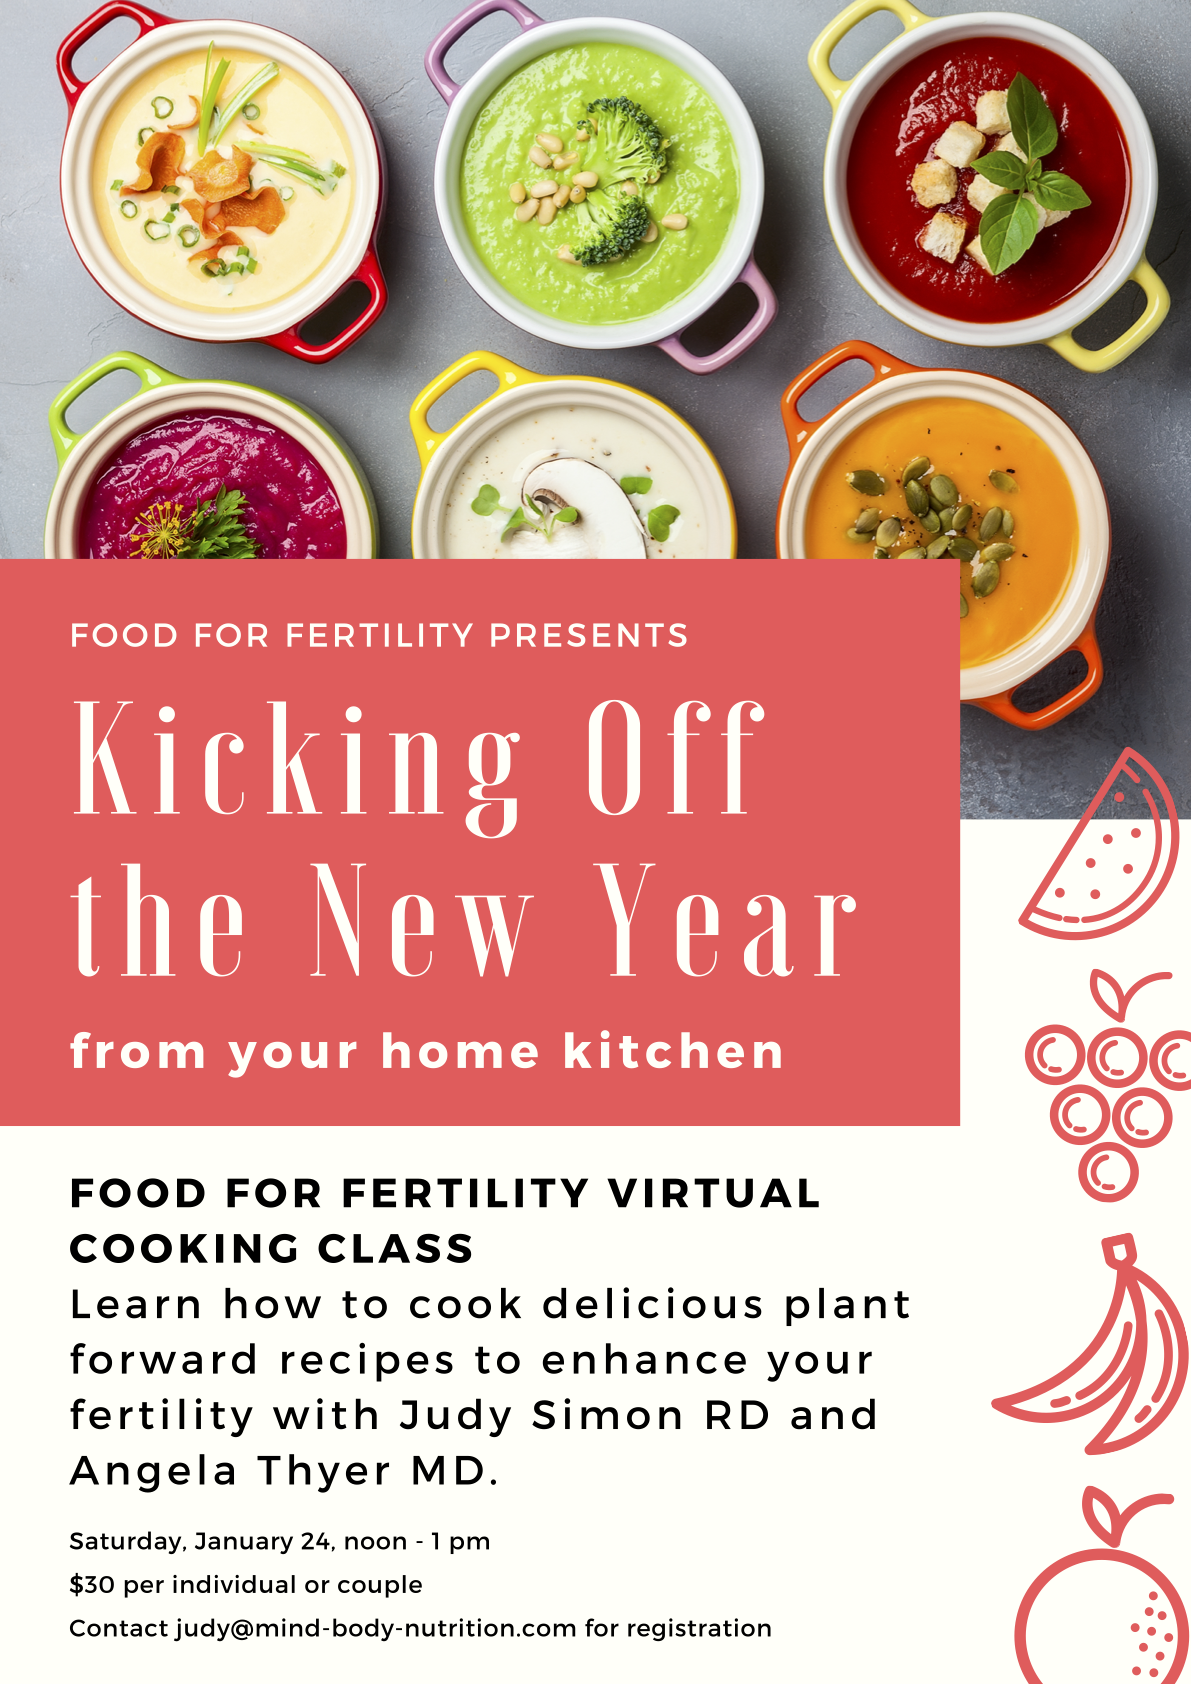 FOOD FOR FERTILITY PRESENTS
Kicking Off
the New Year
from your home kitchen
FOOD FOR FERTILITY VIRTUAL
COOKING CLASS
Learn how to cook delicious plant
forward recipes to enhance your
fertility with Judy Simon RD and
Angela Thyer MD.
Saturday, January 24, noon - 1 pm
$30 per individual or couple
Contact judy@mind-body-nutrition.com for registration